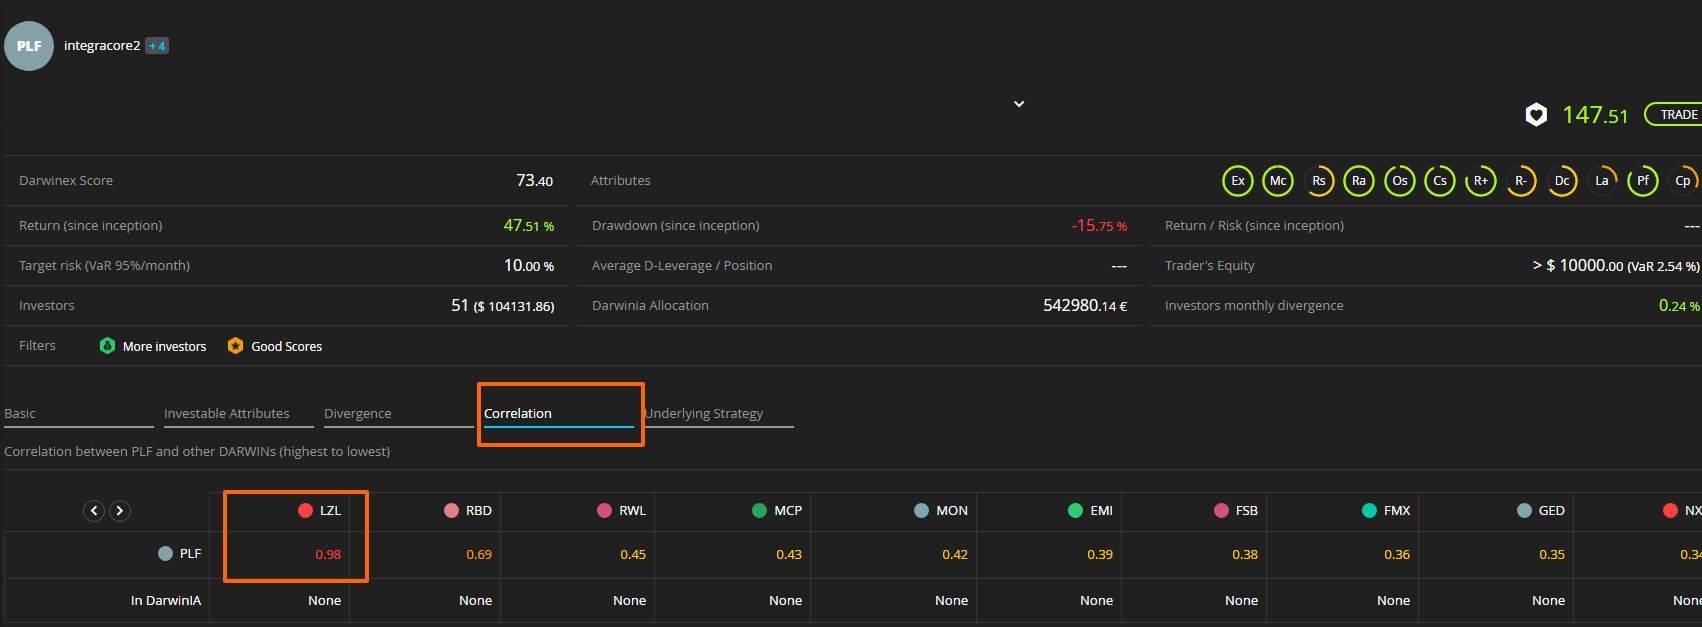 PLF integracore2 +4
147.51 TRADE
Darwinex Score 73.40 Attributes Ex Mc Rs Ra Os Cs R+ R- Dc La Pf Cp
Return (since inception) 47.51 % Drawdown (since inception) -15.75 % Return / Risk (since inception) ---
Target risk (VaR 95%/month) 10.00 % Average D-Leverage / Position --- Trader's Equity > $ 10000.00 (VaR 2.54 %)
Investors 51 ($ 104131.86) Darwinia Allocation 542980.14 € Investors monthly divergence 0.24 %
Filters More investors Good Scores
Basic Investable Attributes Divergence Correlation Underlying Strategy
Correlation between PLF and other DARWINs (highest to lowest)
LZL RBD RWL MCP MON EMI FSB FMX GED NX
PLF 0.98 0.69 0.45 0.43 0.42 0.39 0.38 0.36 0.35 0.34
In DarwinIA None None None None None None None None None None